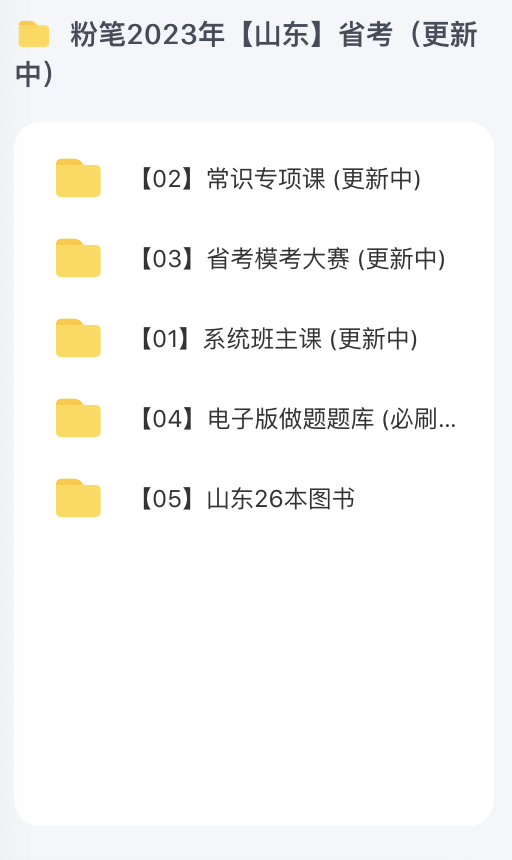 粉笔2023年【山东】省考（更新
中）
【02】常识专项课 (更新中)
【03】省考模考大赛 (更新中)
【01】系统班主课 (更新中)
【04】电子版做题题库 (必刷...
【05】山东26本图书